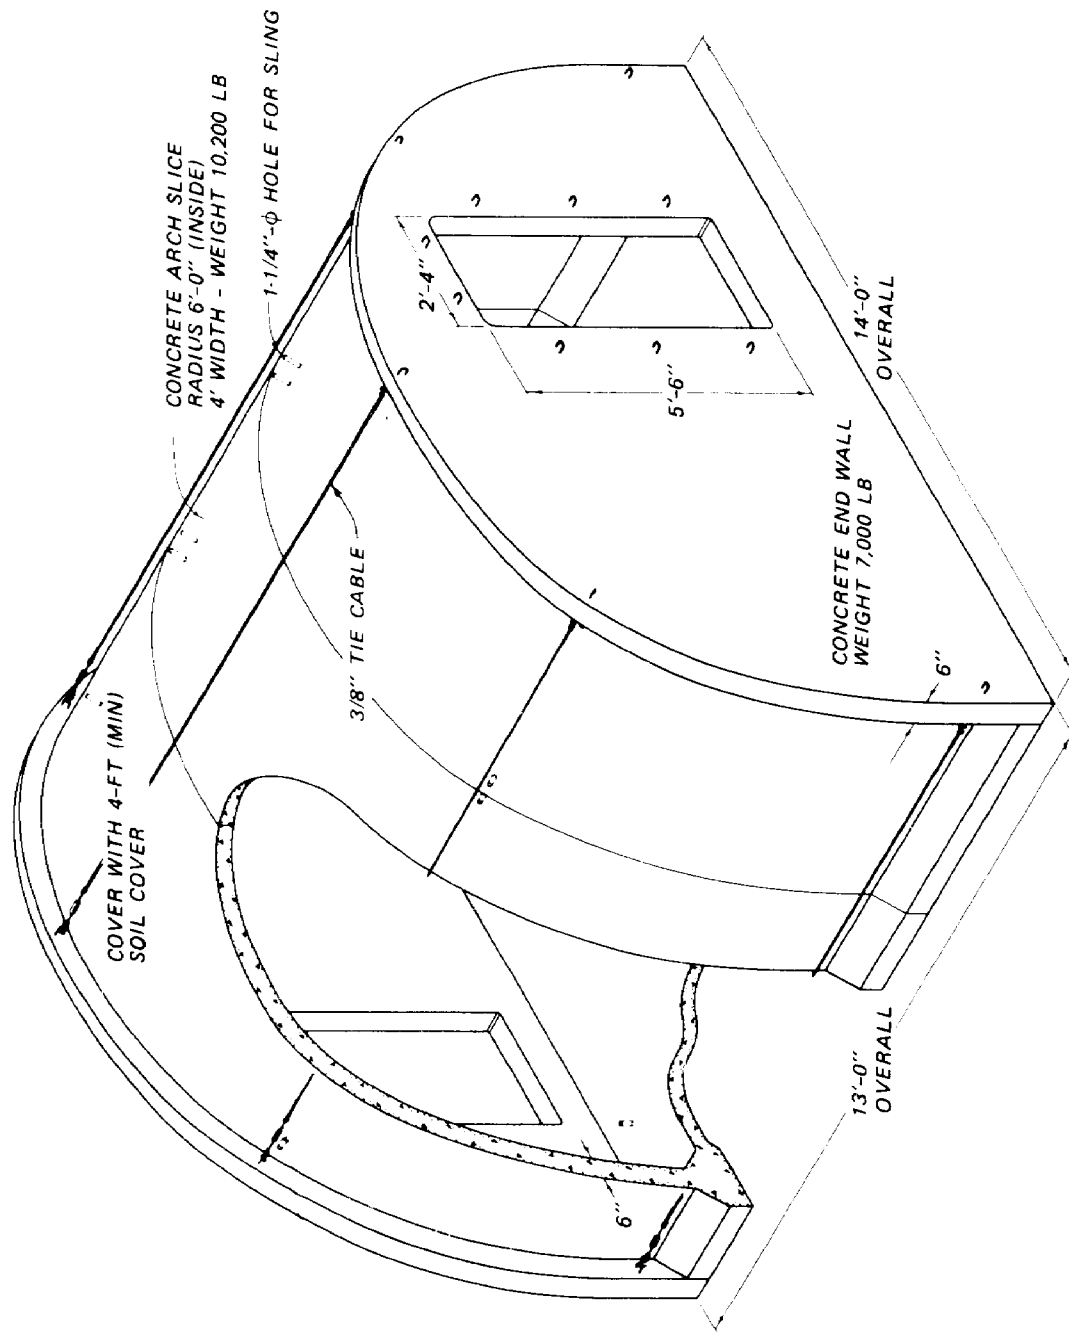 CONCRETE ARCH SLICE
RADIUS 6'-0" (INSIDE)
4' WIDTH - WEIGHT 10,200 LB
1-1/4"-ϕ HOLE FOR SLING
COVER WITH 4-FT (MIN)
SOIL COVER
3/8" TIE CABLE
2'-4"
5'-6"
14'-0"
OVERALL
CONCRETE END WALL
WEIGHT 7,000 LB
6"
6"
13'-0"
OVERALL